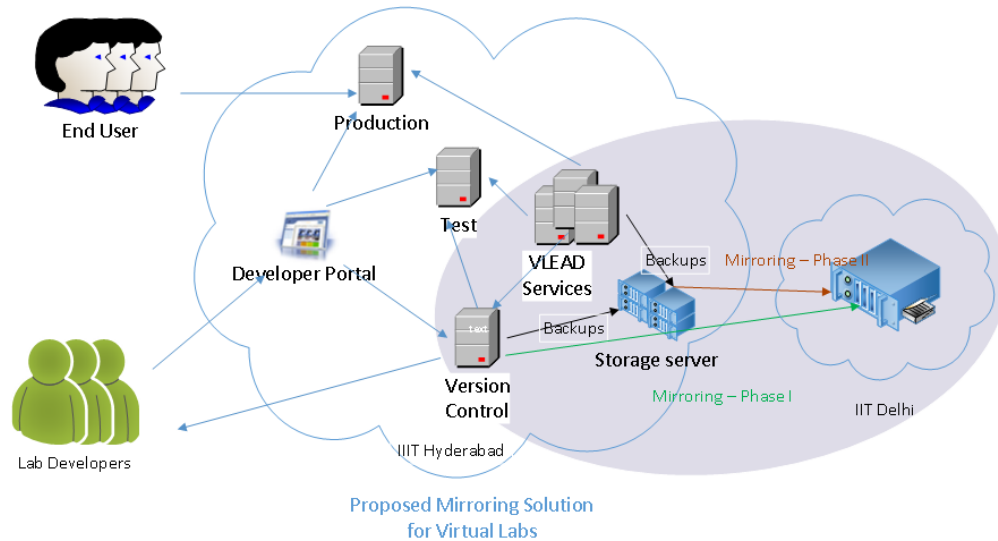 End User
Production
Test
Developer Portal
VLEAD
Services
Backups
Mirroring – Phase II
text
Backups
Storage server
Version
Control
Mirroring – Phase I
IIT Delhi
IIIT Hyderabad
Lab Developers
Proposed Mirroring Solution
for Virtual Labs